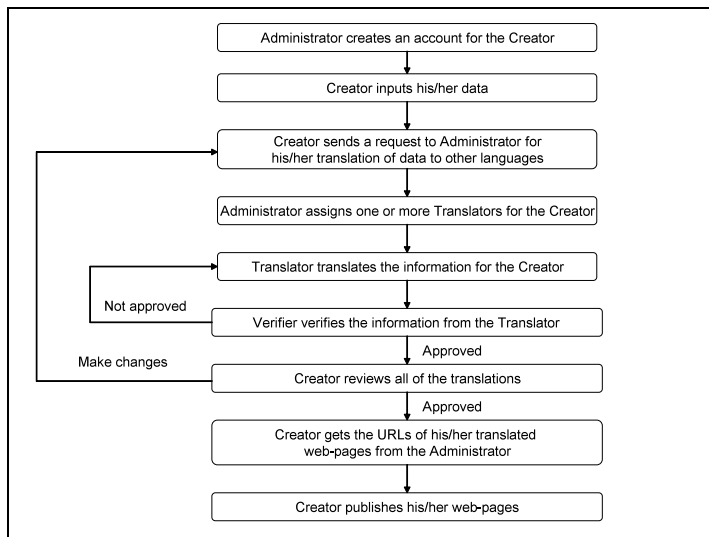 Administrator creates an account for the Creator
Creator inputs his/her data
Creator sends a request to Administrator for
his/her translation of data to other languages
Administrator assigns one or more Translators for the Creator
Translator translates the information for the Creator
Not approved
Verifier verifies the information from the Translator
Approved
Make changes
Creator reviews all of the translations
Approved
Creator gets the URLs of his/her translated
web-pages from the Administrator
Creator publishes his/her web-pages